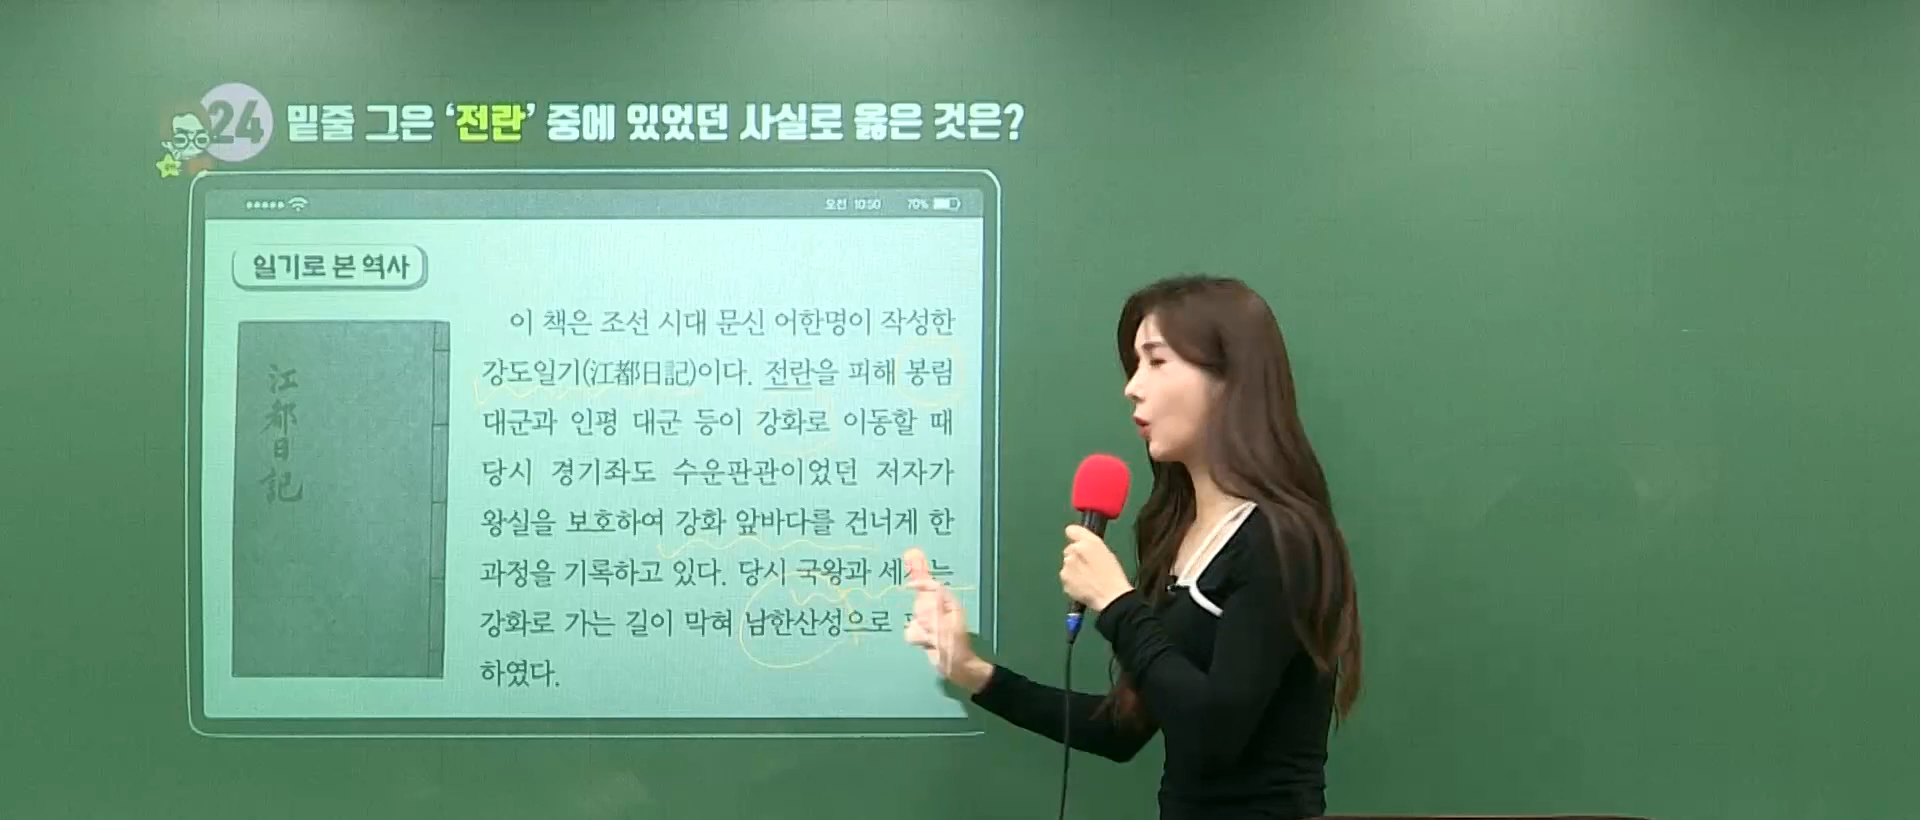 24 밑줄 그은 '전란' 중에 있었던 사실로 옳은 것은?
오전 10:50 70%
일기로 본 역사
江都日記
이 책은 조선 시대 문신 어한명이 작성한
강도일기(江都日記)이다. 전란을 피해 봉림
대군과 인평 대군 등이 강화로 이동할 때
당시 경기좌도 수운판관이었던 저자가
왕실을 보호하여 강화 앞바다를 건너게 한
과정을 기록하고 있다. 당시 국왕과
강화로 가는 길이 막혀 남한산성으로
하였다.